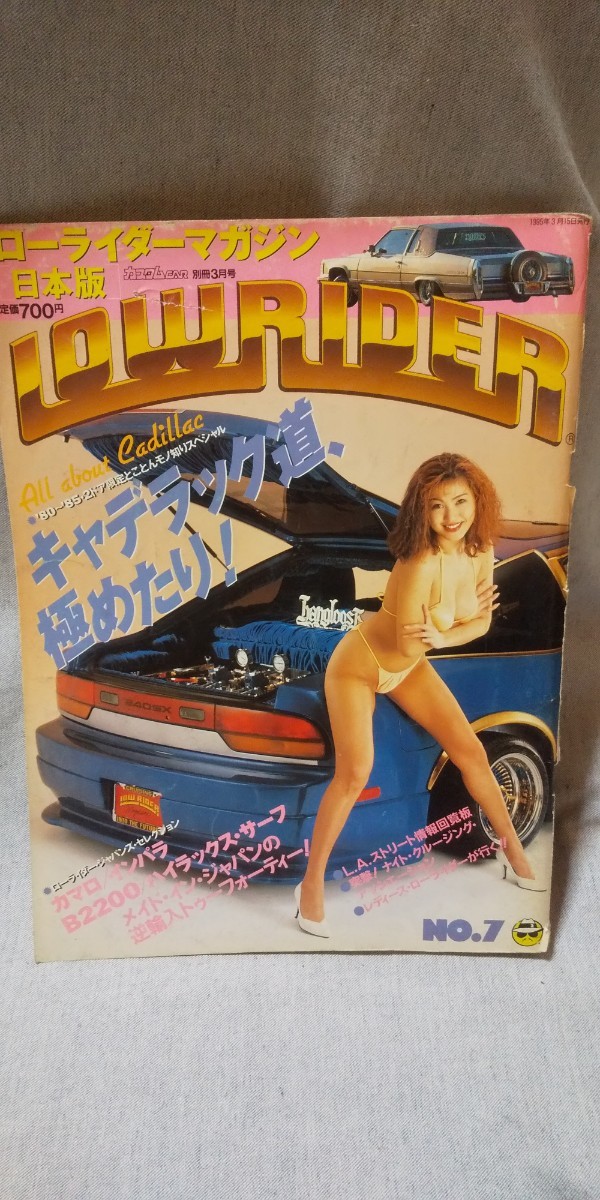 1995年3月15日発行
ローライダーマガジン
日本版 カスタムCAR 別冊3月号
定価700円
LOWRIDER
®
All about Cadillac
'80〜'85・2ドア限定とことんモノ知りスペシャル
キャデラック道、
極めたり！
240SX
LOWRIDER
●ローライダー・ジャパンズ・セレクション
カマロ/インパラ
B2200/ハイラックス・サーフ
メイド・イン・ジャパンの
逆輸入トゥーフォーティー！
●L.A.ストリート情報回覧板
●突撃！ナイト・クルージング・
●レディース・ローライダーが行く！
NO.7